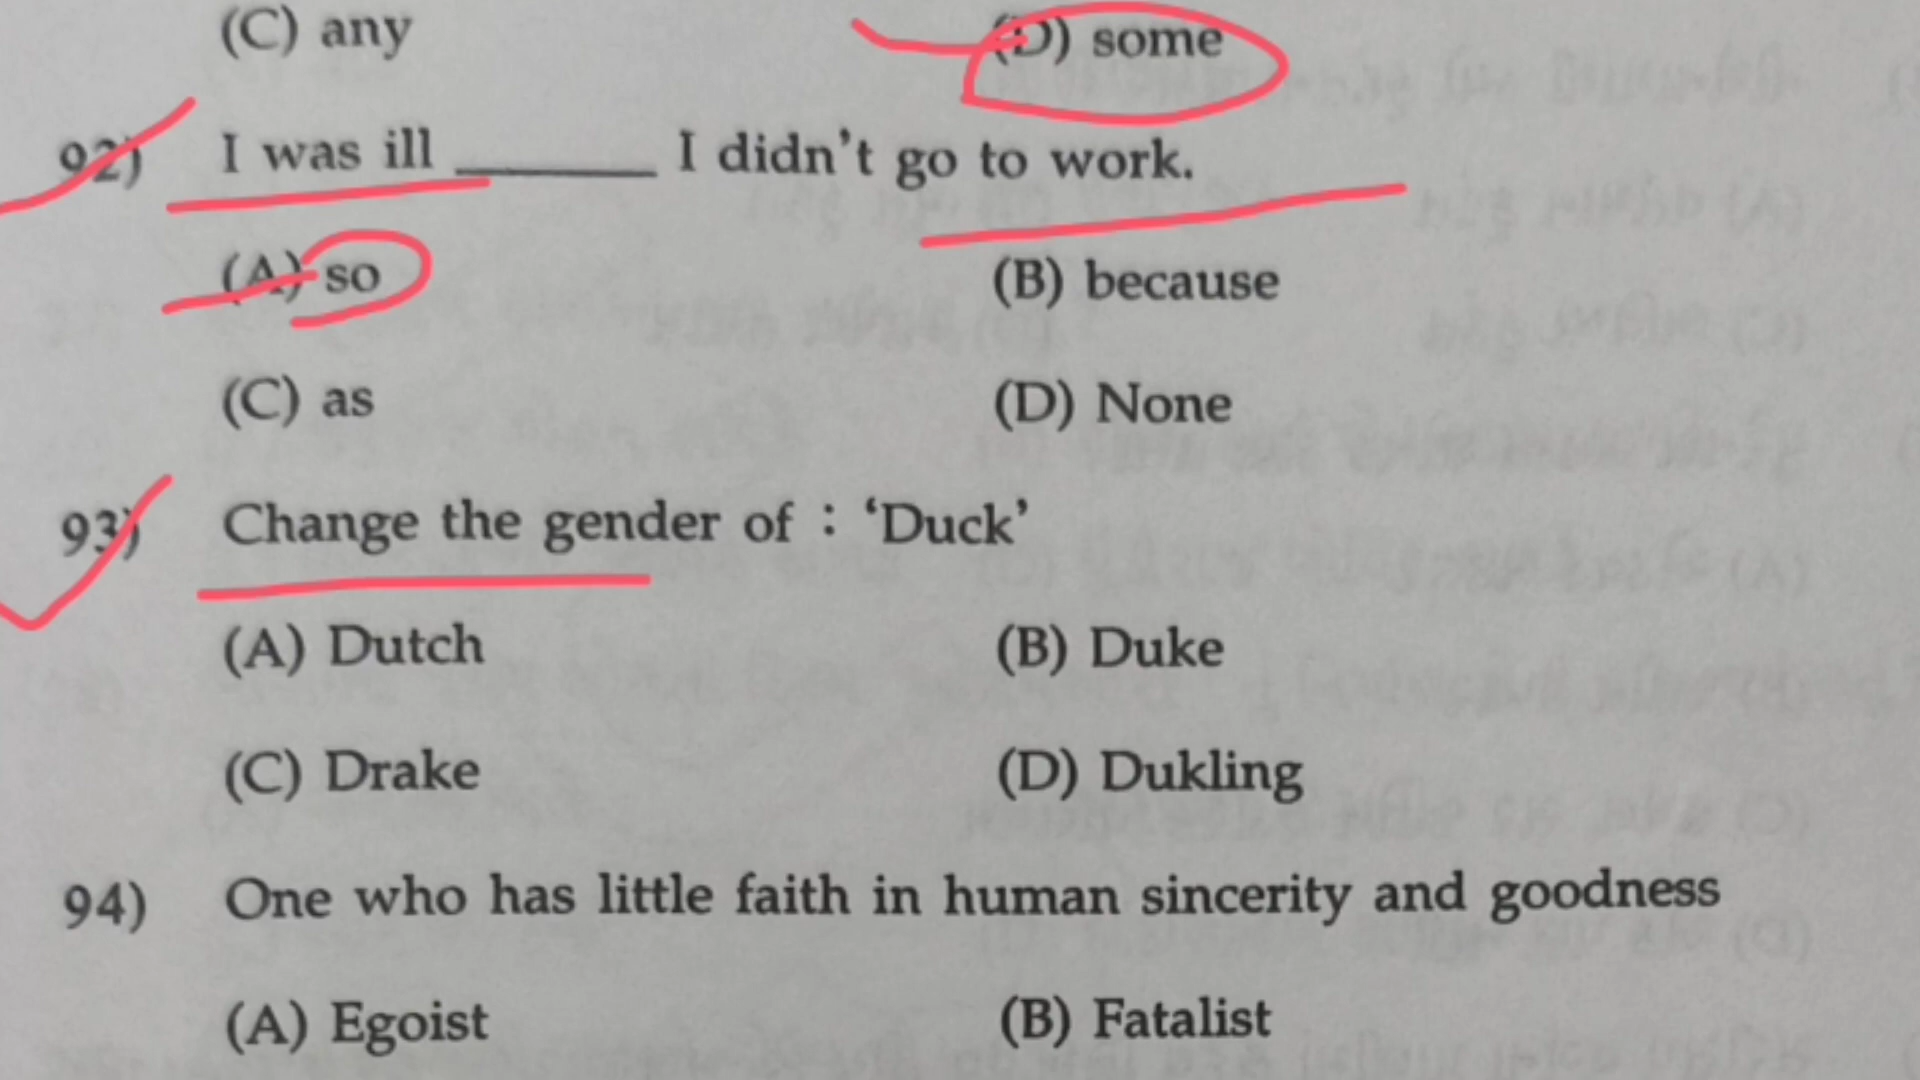 (C) any (D) some
92) I was ill ______ I didn't go to work.
(A) so (B) because
(C) as (D) None
93) Change the gender of : 'Duck'
(A) Dutch (B) Duke
(C) Drake (D) Dukling
94) One who has little faith in human sincerity and goodness
(A) Egoist (B) Fatalist